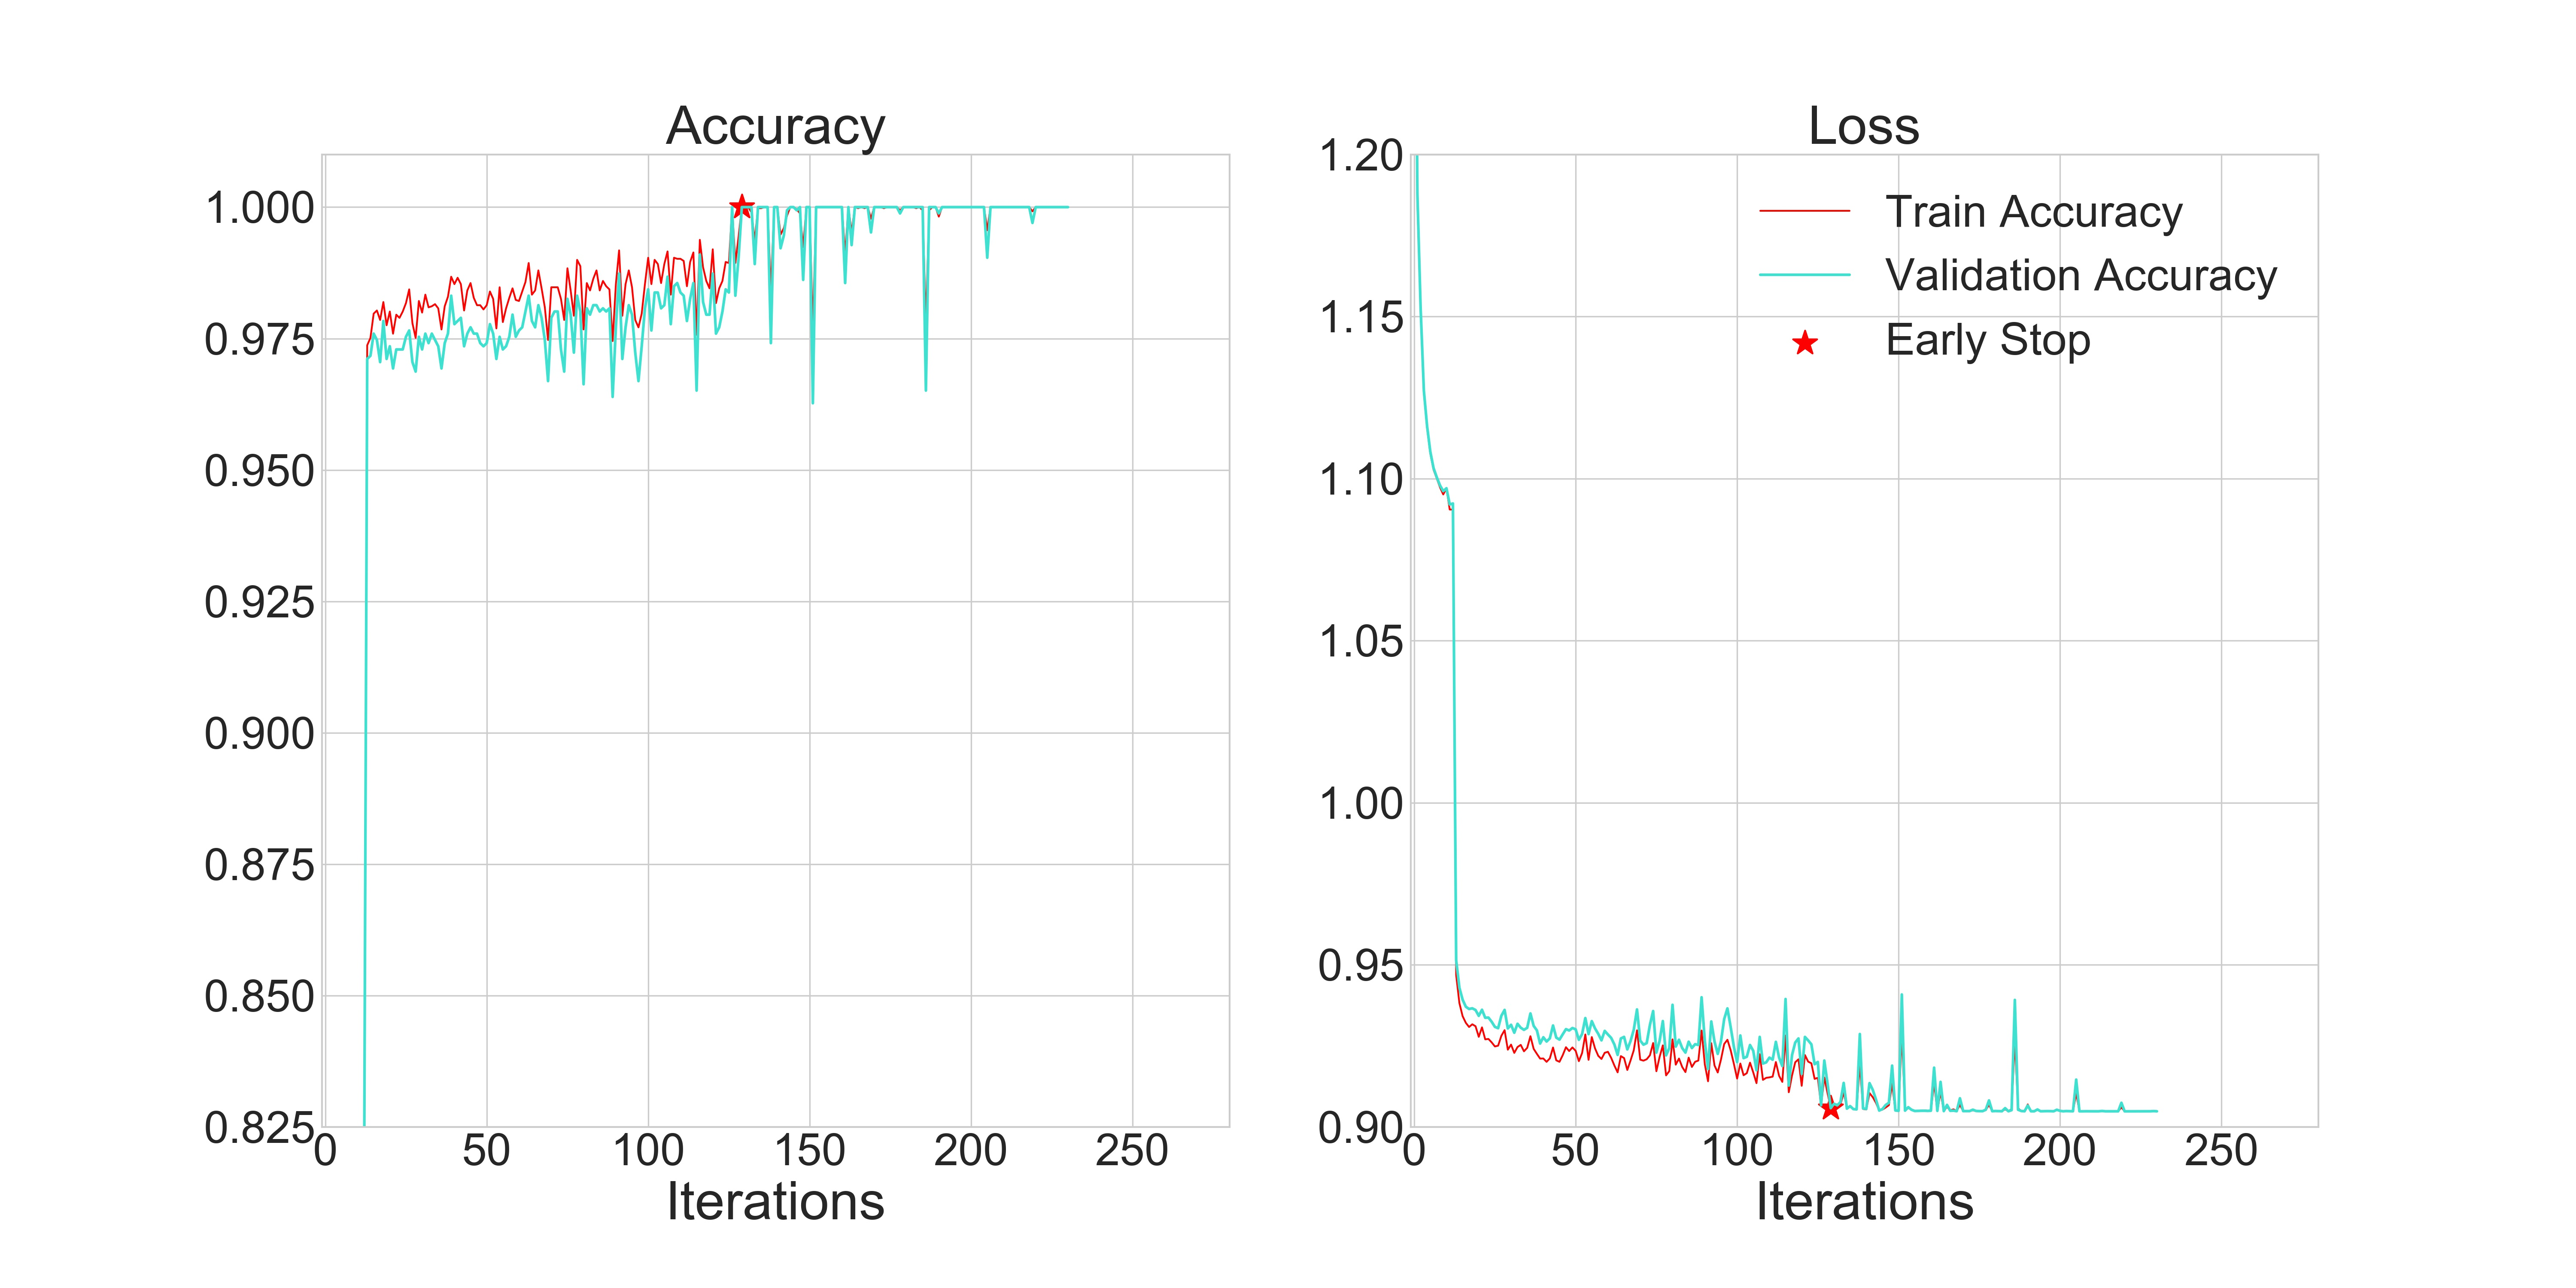 Accuracy
1.000
0.975
0.950
0.925
0.900
0.875
0.850
0.825
0 50 100 150 200 250
Iterations
Loss
1.20
1.15
1.10
1.05
1.00
0.95
0.90
Train Accuracy
Validation Accuracy
Early Stop
0 50 100 150 200 250
Iterations